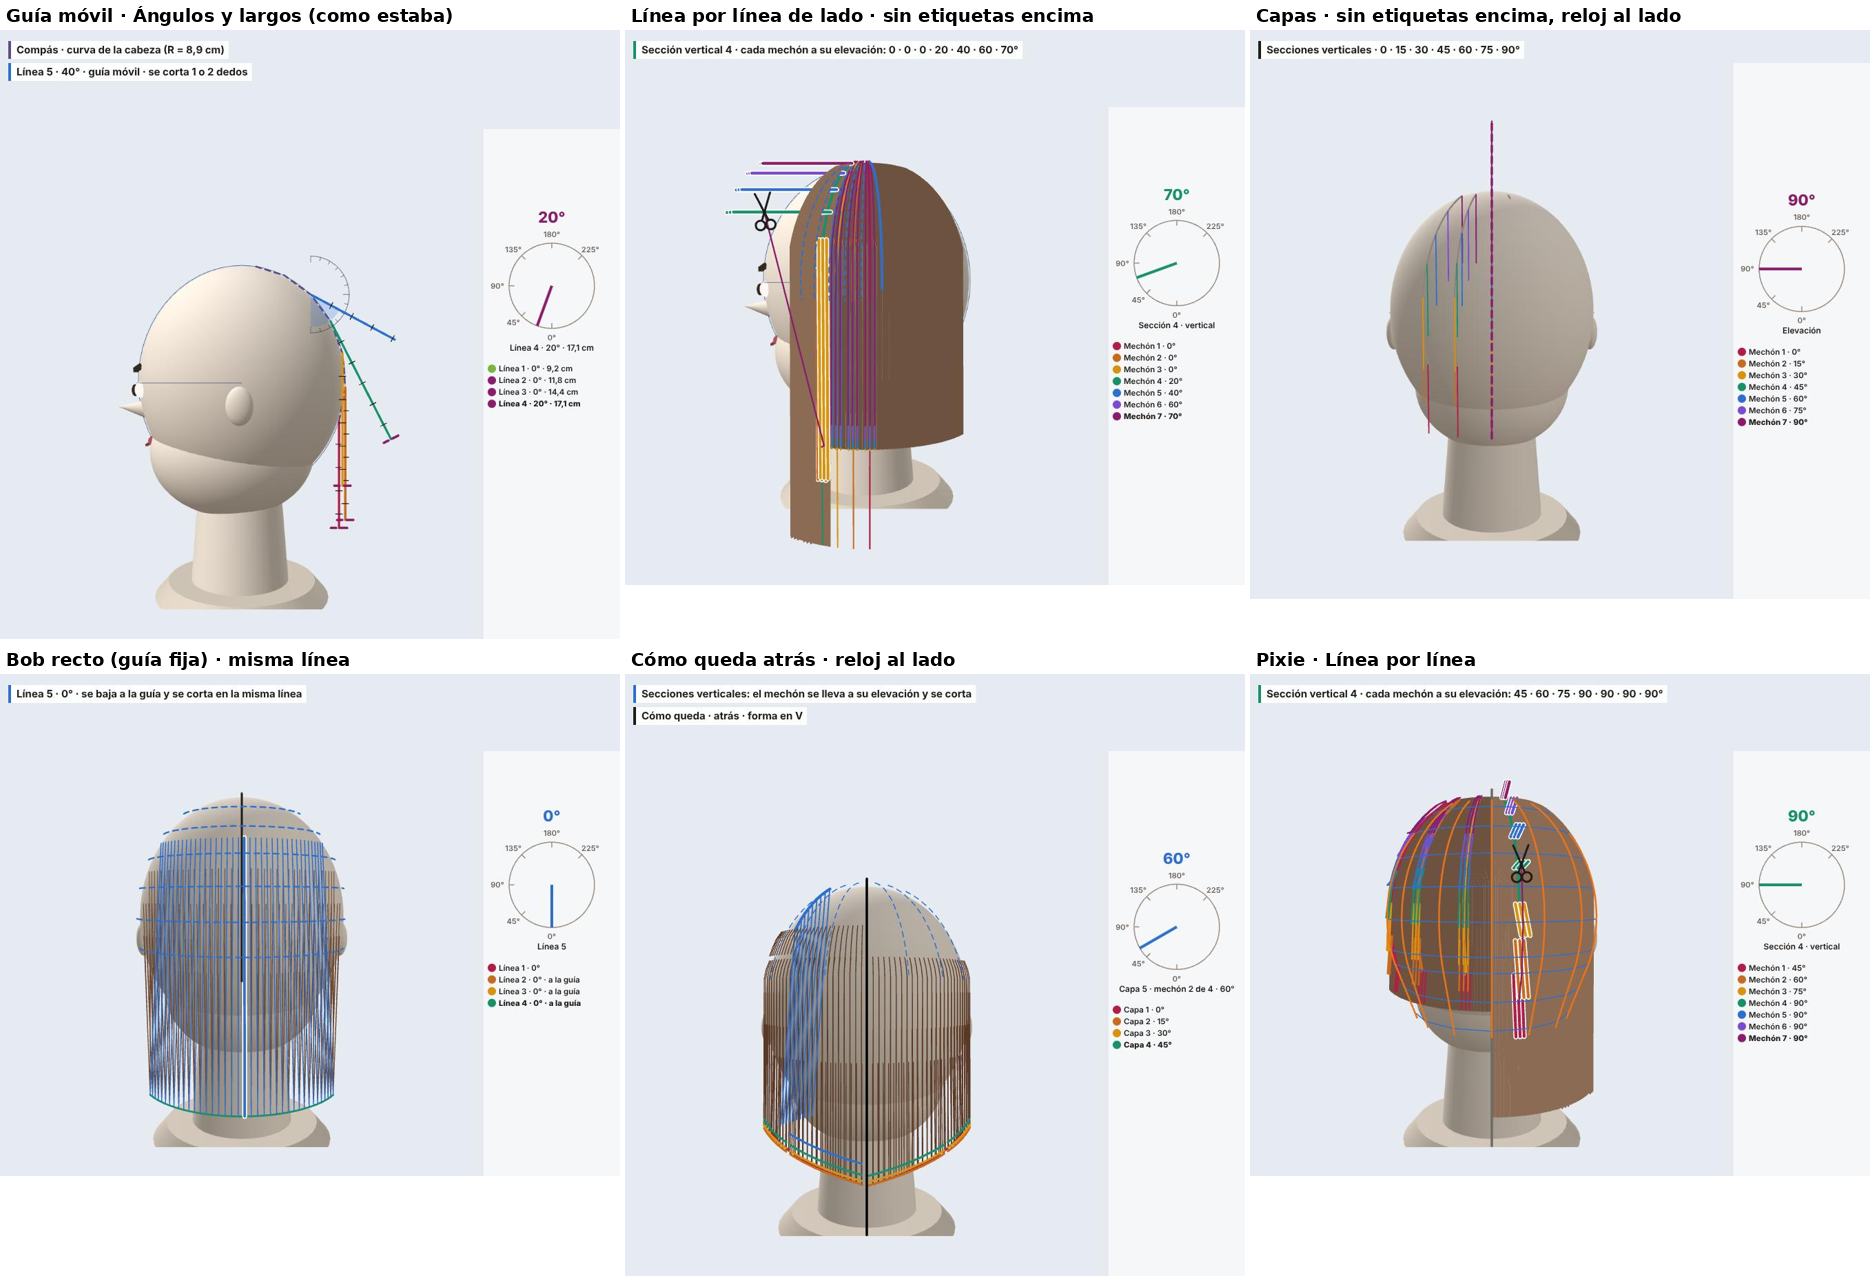 Guía móvil · Ángulos y largos (como estaba)
Compás · curva de la cabeza (R = 8,9 cm)
Línea 5 · 40° · guía móvil · se corta 1 o 2 dedos
20°
180°
135°
225°
90°
45°
0°
Línea 4 · 20° · 17,1 cm
Línea 1 · 0° · 9,2 cm
Línea 2 · 0° · 11,8 cm
Línea 3 · 0° · 14,4 cm
Línea 4 · 20° · 17,1 cm
Línea por línea de lado · sin etiquetas encima
Sección vertical 4 · cada mechón a su elevación: 0 · 0 · 0 · 20 · 40 · 60 · 70°
70°
180°
135°
225°
90°
45°
0°
Sección 4 · vertical
Mechón 1 · 0°
Mechón 2 · 0°
Mechón 3 · 0°
Mechón 4 · 20°
Mechón 5 · 40°
Mechón 6 · 60°
Mechón 7 · 70°
Capas · sin etiquetas encima, reloj al lado
Secciones verticales · 0 · 15 · 30 · 45 · 60 · 75 · 90°
90°
180°
135°
225°
90°
45°
0°
Elevación
Mechón 1 · 0°
Mechón 2 · 15°
Mechón 3 · 30°
Mechón 4 · 45°
Mechón 5 · 60°
Mechón 6 · 75°
Mechón 7 · 90°
Bob recto (guía fija) · misma línea
Línea 5 · 0° · se baja a la guía y se corta en la misma línea
0°
180°
135°
225°
90°
45°
0°
Línea 5
Línea 1 · 0°
Línea 2 · 0° · a la guía
Línea 3 · 0° · a la guía
Línea 4 · 0° · a la guía
Cómo queda atrás · reloj al lado
Secciones verticales: el mechón se lleva a su elevación y se corta
Cómo queda · atrás · forma en V
60°
180°
135°
225°
90°
45°
0°
Capa 5 · mechón 2 de 4 · 60°
Capa 1 · 0°
Capa 2 · 15°
Capa 3 · 30°
Capa 4 · 45°
Pixie · Línea por línea
Sección vertical 4 · cada mechón a su elevación: 45 · 60 · 75 · 90 · 90 · 90 · 90°
90°
180°
135°
225°
90°
45°
0°
Sección 4 · vertical
Mechón 1 · 45°
Mechón 2 · 60°
Mechón 3 · 75°
Mechón 4 · 90°
Mechón 5 · 90°
Mechón 6 · 90°
Mechón 7 · 90°